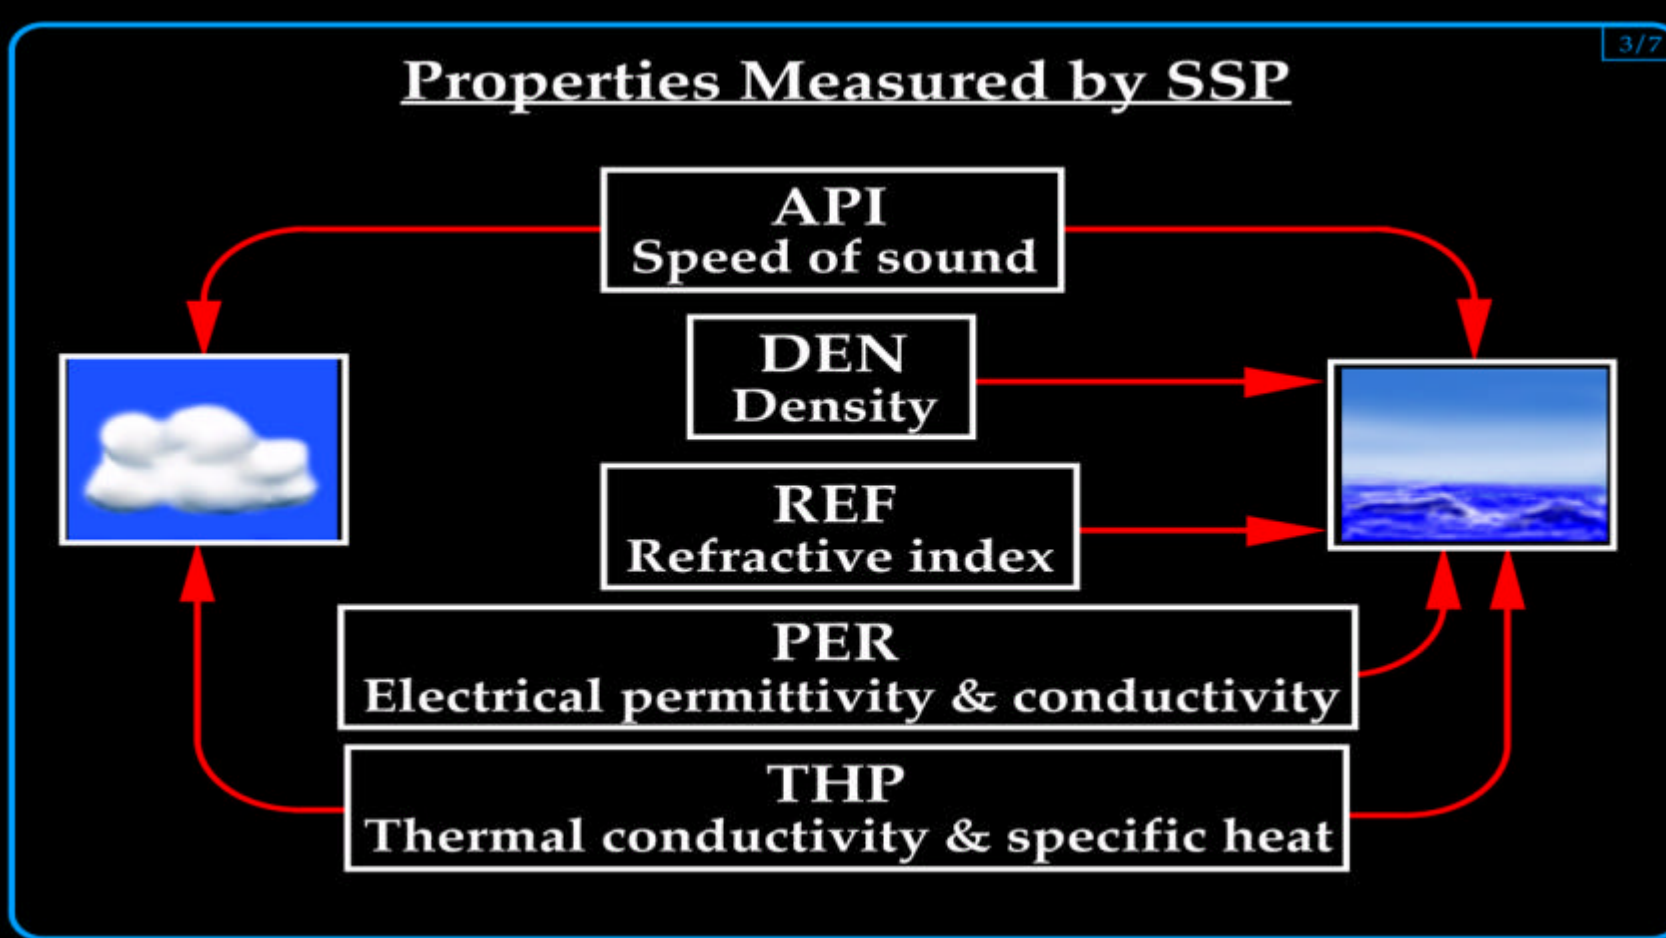 3/7
Properties Measured by SSP
API
Speed of sound
DEN
Density
REF
Refractive index
PER
Electrical permittivity & conductivity
THP
Thermal conductivity & specific heat